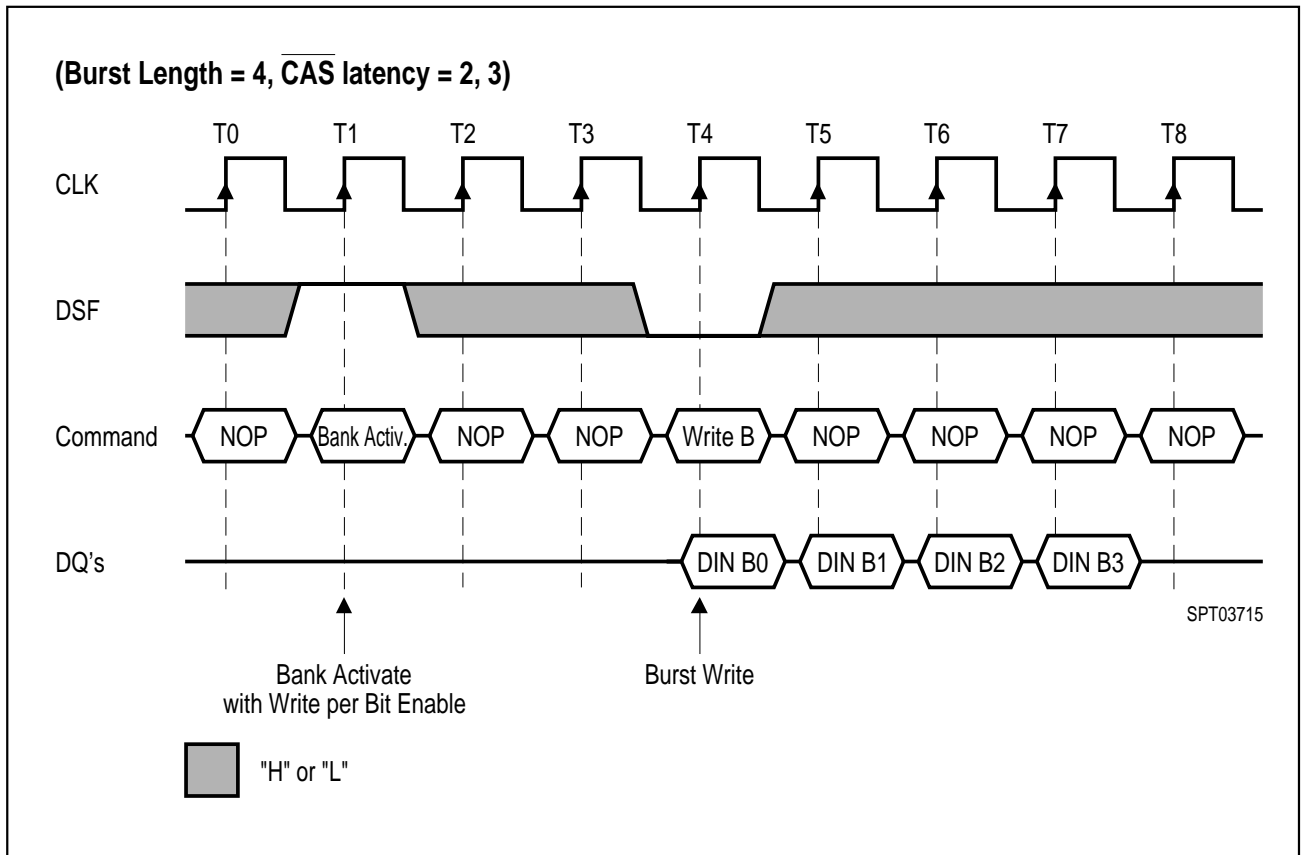 (Burst Length = 4, CAS latency = 2, 3)
T0 T1 T2 T3 T4 T5 T6 T7 T8
CLK
DSF
Command NOP Bank Activ. NOP NOP Write B NOP NOP NOP NOP
DQ's DIN B0 DIN B1 DIN B2 DIN B3
SPT03715
Bank Activate
with Write per Bit Enable
Burst Write
"H" or "L"